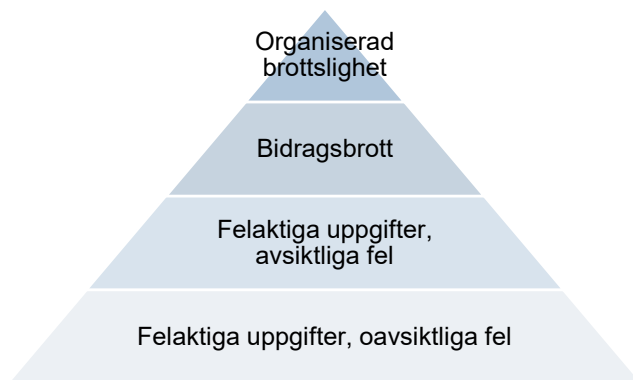 Organiserad
brottslighet
Bidragsbrott
Felaktiga uppgifter,
avsiktliga fel
Felaktiga uppgifter, oavsiktliga fel